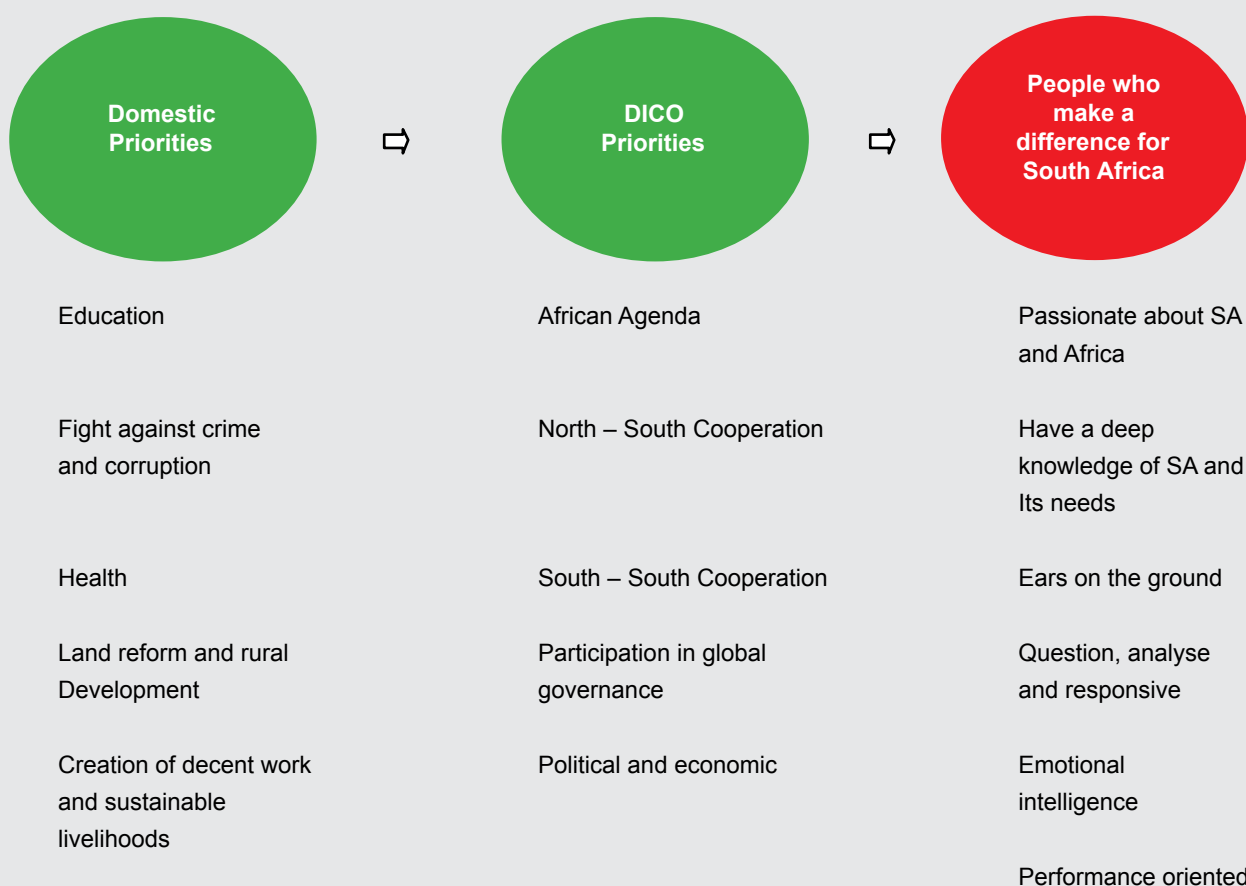 Domestic
Priorities
DICO
Priorities
People who
make a
difference for
South Africa
Education
Fight against crime
and corruption
Health
Land reform and rural
Development
Creation of decent work
and sustainable
livelihoods
African Agenda
North – South Cooperation
South – South Cooperation
Participation in global
governance
Political and economic
Passionate about SA
and Africa
Have a deep
knowledge of SA and
Its needs
Ears on the ground
Question, analyse
and responsive
Emotional
intelligence
Performance oriented